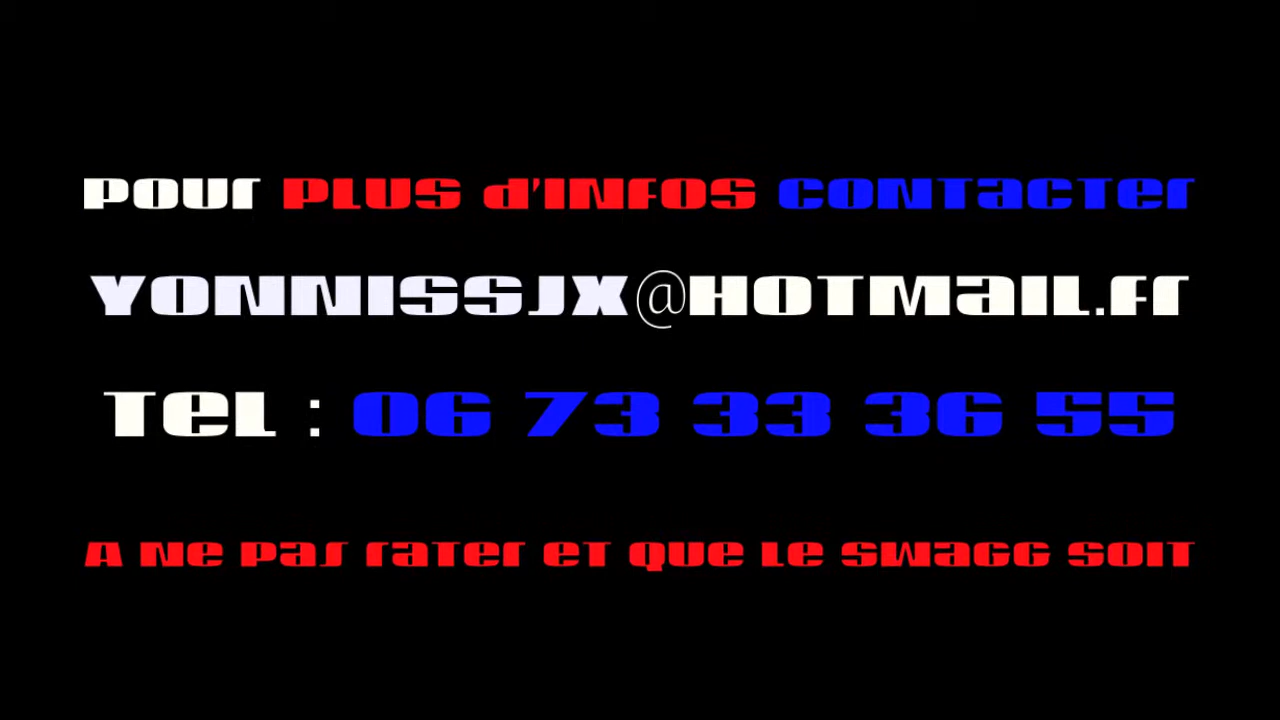 POUr PLUS d'INFOS CONTacTer
YONNISSJX@HOTMaIL.Fr
TeL : 06 73 33 36 55
A Ne Pas raTer eT QUe Le SWaGG SOIT